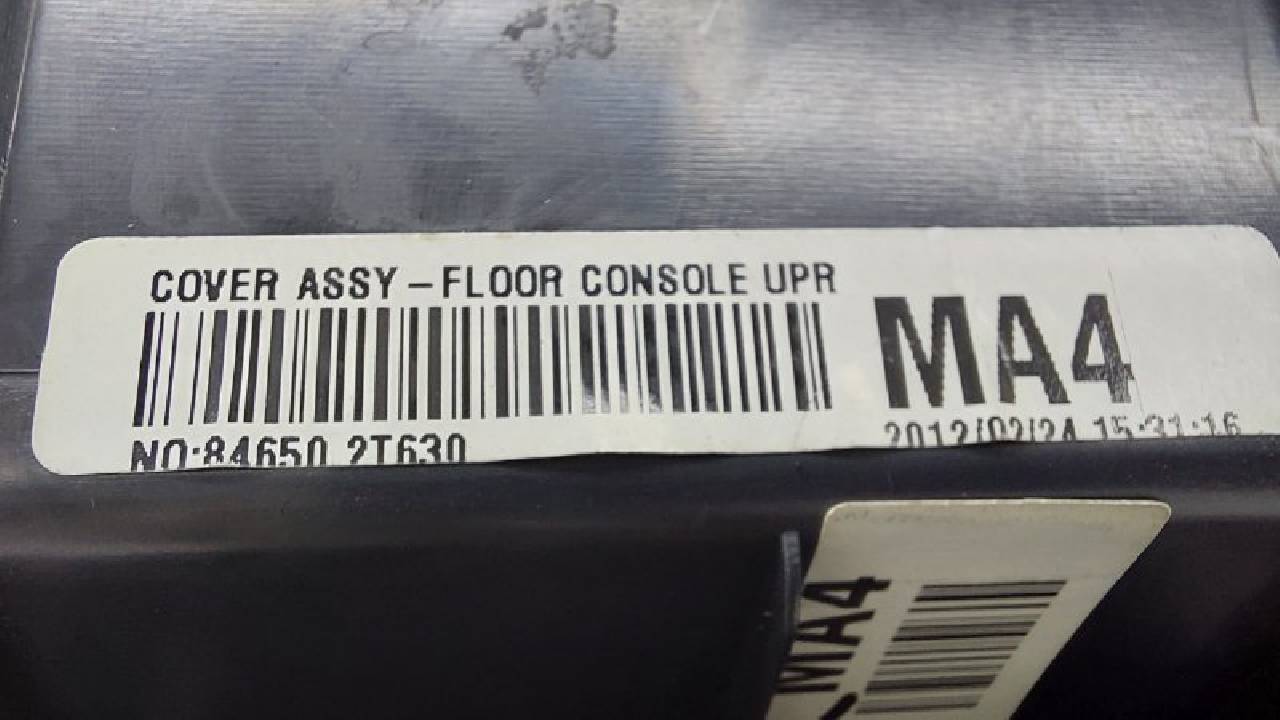 COVER ASSY-FLOOR CONSOLE UPR
MA4
NO:84650 2T630
2012/02/24 15:31:16
MA4